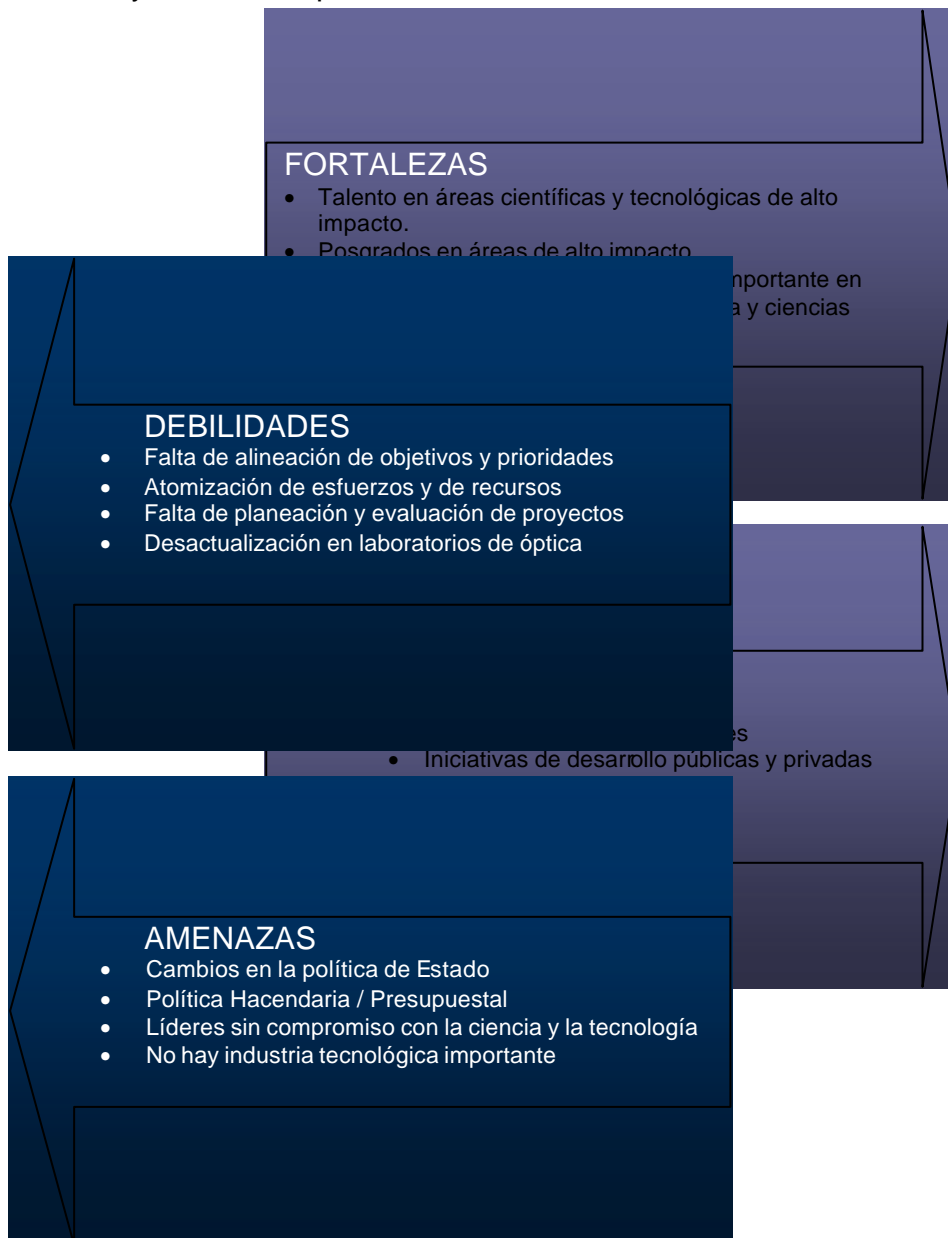 FORTALEZAS
• Talento en áreas científicas y tecnológicas de alto
impacto.
• Posgrados en áreas de alto impacto
mportante en
a y ciencias
DEBILIDADES
• Falta de alineación de objetivos y prioridades
• Atomización de esfuerzos y de recursos
• Falta de planeación y evaluación de proyectos
• Desactualización en laboratorios de óptica
es
• Iniciativas de desarrollo públicas y privadas
AMENAZAS
• Cambios en la política de Estado
• Política Hacendaria / Presupuestal
• Líderes sin compromiso con la ciencia y la tecnología
• No hay industria tecnológica importante